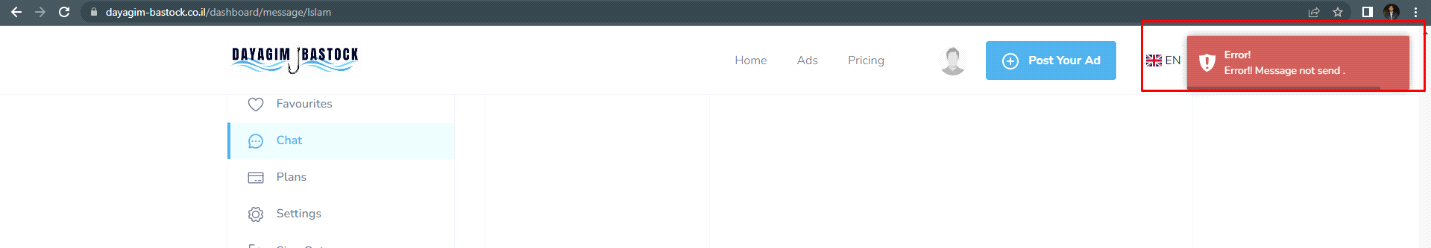 dayagim-bastock.co.il/dashboard/message/Islam
DAYAGIM BASTOCK
Home
Ads
Pricing
Post Your Ad
EN
Error!
Error!! Message not send .
Favourites
Chat
Plans
Settings